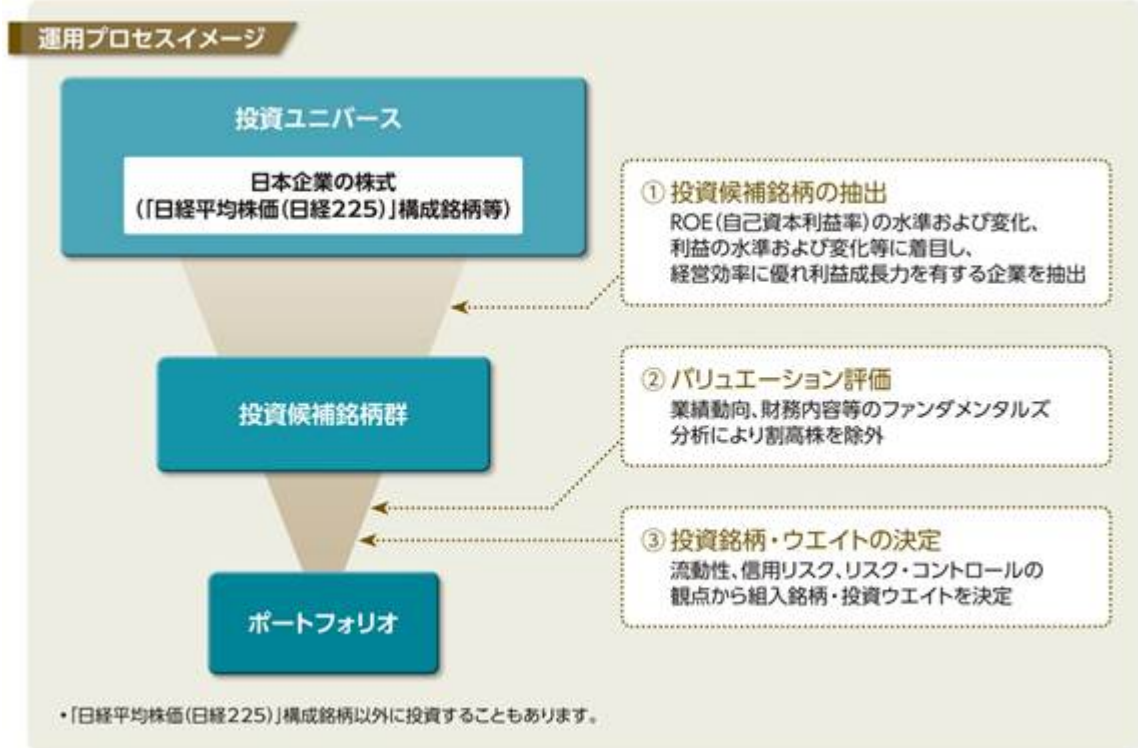 運用プロセスイメージ
投資ユニバース
日本企業の株式
(「日経平均株価(日経225)」構成銘柄等)
① 投資候補銘柄の抽出
ROE(自己資本利益率)の水準および変化、
利益の水準および変化等に着目し、
経営効率に優れ利益成長力を有する企業を抽出
投資候補銘柄群
② バリュエーション評価
業績動向、財務内容等のファンダメンタルズ
分析により割高株を除外
③ 投資銘柄・ウエイトの決定
流動性、信用リスク、リスク・コントロールの
観点から組入銘柄・投資ウエイトを決定
ポートフォリオ
・「日経平均株価(日経225)」構成銘柄以外に投資することもあります。